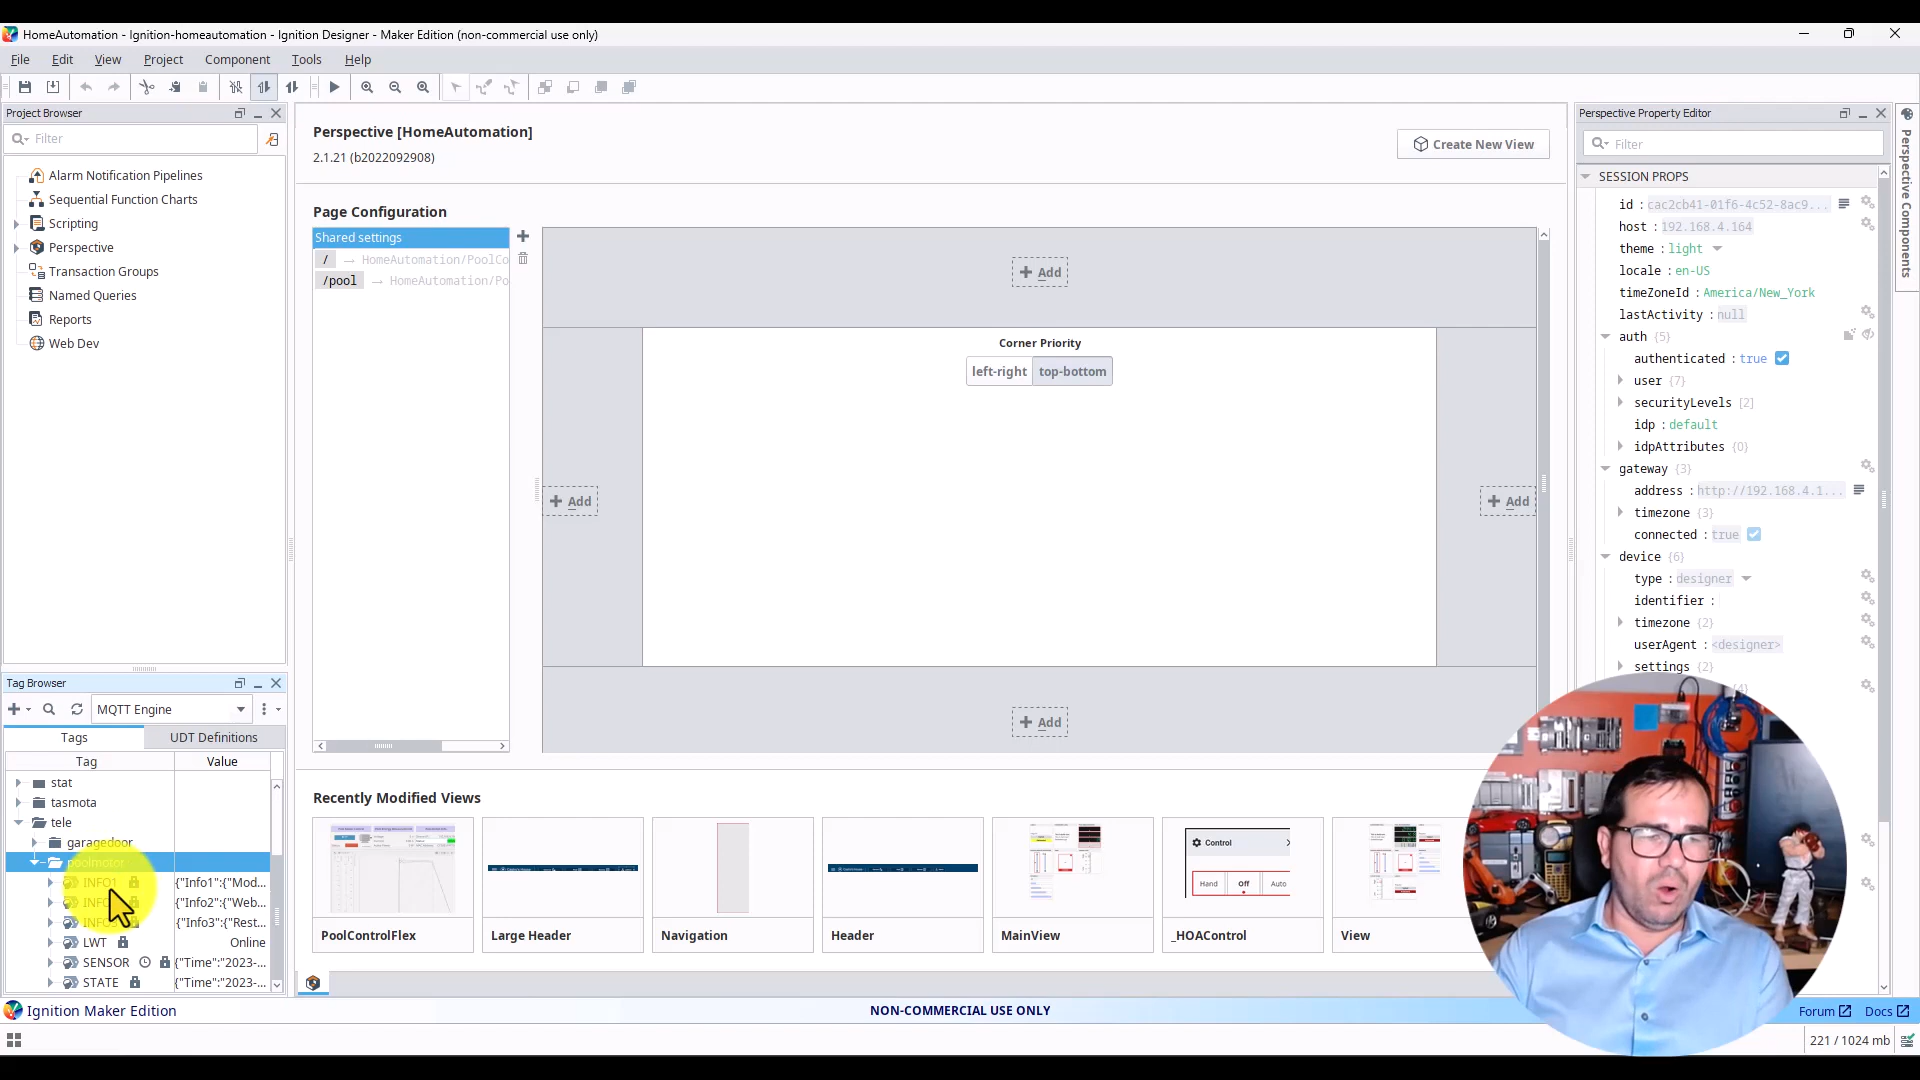 HomeAutomation - Ignition-homeautomation - Ignition Designer - Maker Edition (non-commercial use only)
File Edit View Project Component Tools Help
Project Browser
Filter
Alarm Notification Pipelines
Sequential Function Charts
Scripting
Perspective
Transaction Groups
Named Queries
Reports
Web Dev
Tag Browser
MQTT Engine
Tags UDT Definitions
Tag Value
stat
tasmota
tele
garagedoor
poolmotor
INFO1 {"Info1":{"Mod...
{"Info2":{"Web...
{"Info3":{"Rest...
LWT Online
SENSOR {"Time":"2023-...
STATE {"Time":"2023-...
Perspective [HomeAutomation]
2.1.21 (b2022092908)
Create New View
Page Configuration
Shared settings
/ → HomeAutomation/PoolCo
/pool → HomeAutomation/Po
Add
Corner Priority
left-right top-bottom
Add
Add
Add
Recently Modified Views
PoolControlFlex
Large Header
Navigation
Header
MainView
Control
Hand Off Auto
_HOAControl
View
Perspective Property Editor
Filter
SESSION PROPS
id : cac2cb41-01f6-4c52-8ac9...
host : 192.168.4.164
theme : light
locale : en-US
timeZoneId : America/New_York
lastActivity : null
auth {5}
authenticated : true
user {7}
securityLevels [2]
idp : default
idpAttributes {0}
gateway {3}
address : http://192.168.4.1...
timezone {3}
connected : true
device {6}
type : designer
identifier :
timezone {2}
userAgent : <designer>
settings {2}
Perspective Components
Ignition Maker Edition
NON-COMMERCIAL USE ONLY
Forum Docs
221 / 1024 mb